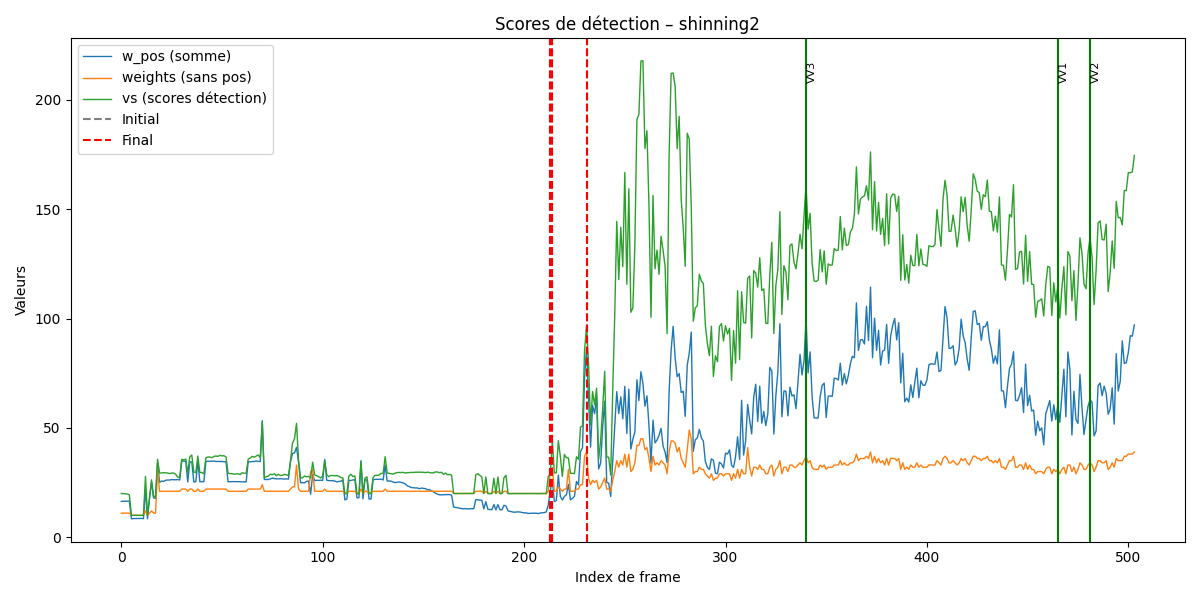 Scores de détection – shinning2
w_pos (somme)
weights (sans pos)
vs (scores détection)
Initial
Final
VV3
VV1
VV2
Valeurs
200
150
100
50
0
0
100
200
300
400
500
Index de frame